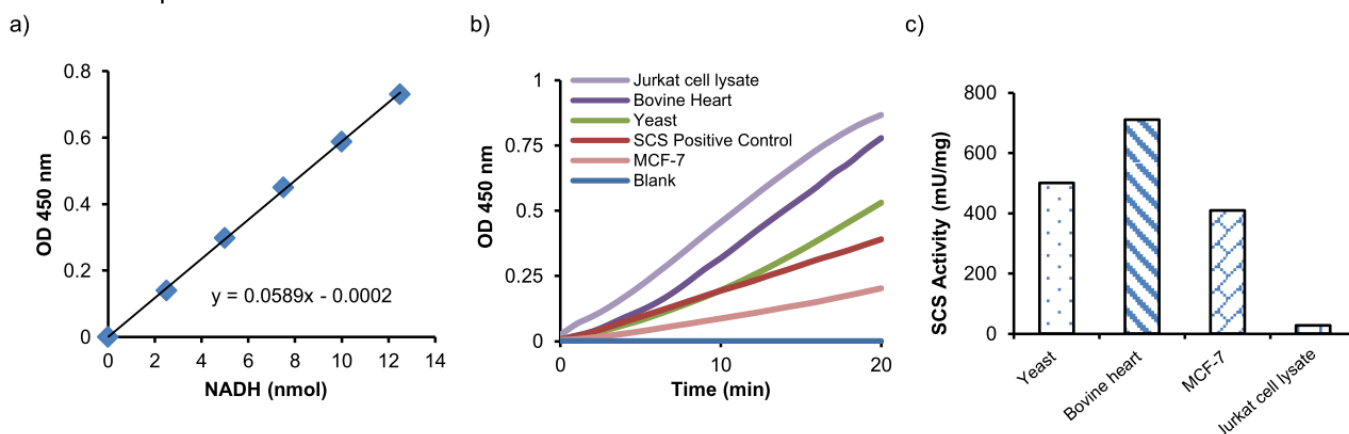 a)
OD 450 nm
0.8
0.6
0.4
0.2
0
y = 0.0589x - 0.0002
0 2 4 6 8 10 12 14
NADH (nmol)
b)
OD 450 nm
1
0.75
0.5
0.25
0
Jurkat cell lysate
Bovine Heart
Yeast
SCS Positive Control
MCF-7
Blank
0 10 20
Time (min)
c)
SCS Activity (mU/mg)
800
600
400
200
0
Yeast
Bovine heart
MCF-7
Jurkat cell lysate